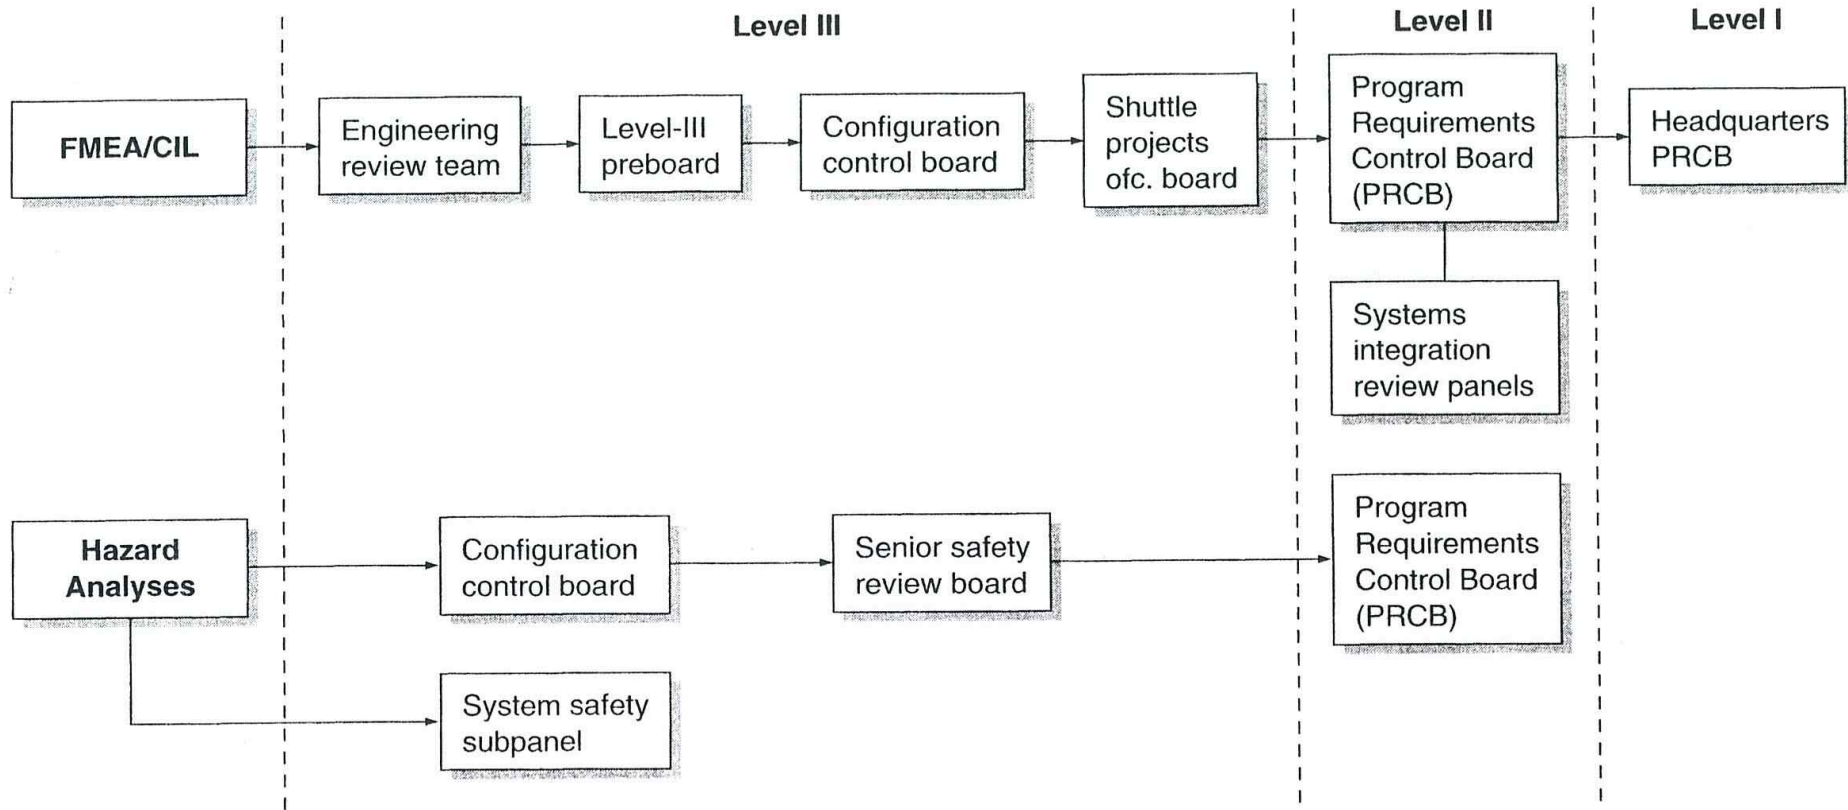 Level III
Level II
Level I
FMEA/CIL
Engineering
review team
Level-III
preboard
Configuration
control board
Shuttle
projects
ofc. board
Program
Requirements
Control Board
(PRCB)
Headquarters
PRCB
Systems
integration
review panels
Hazard
Analyses
Configuration
control board
Senior safety
review board
Program
Requirements
Control Board
(PRCB)
System safety
subpanel